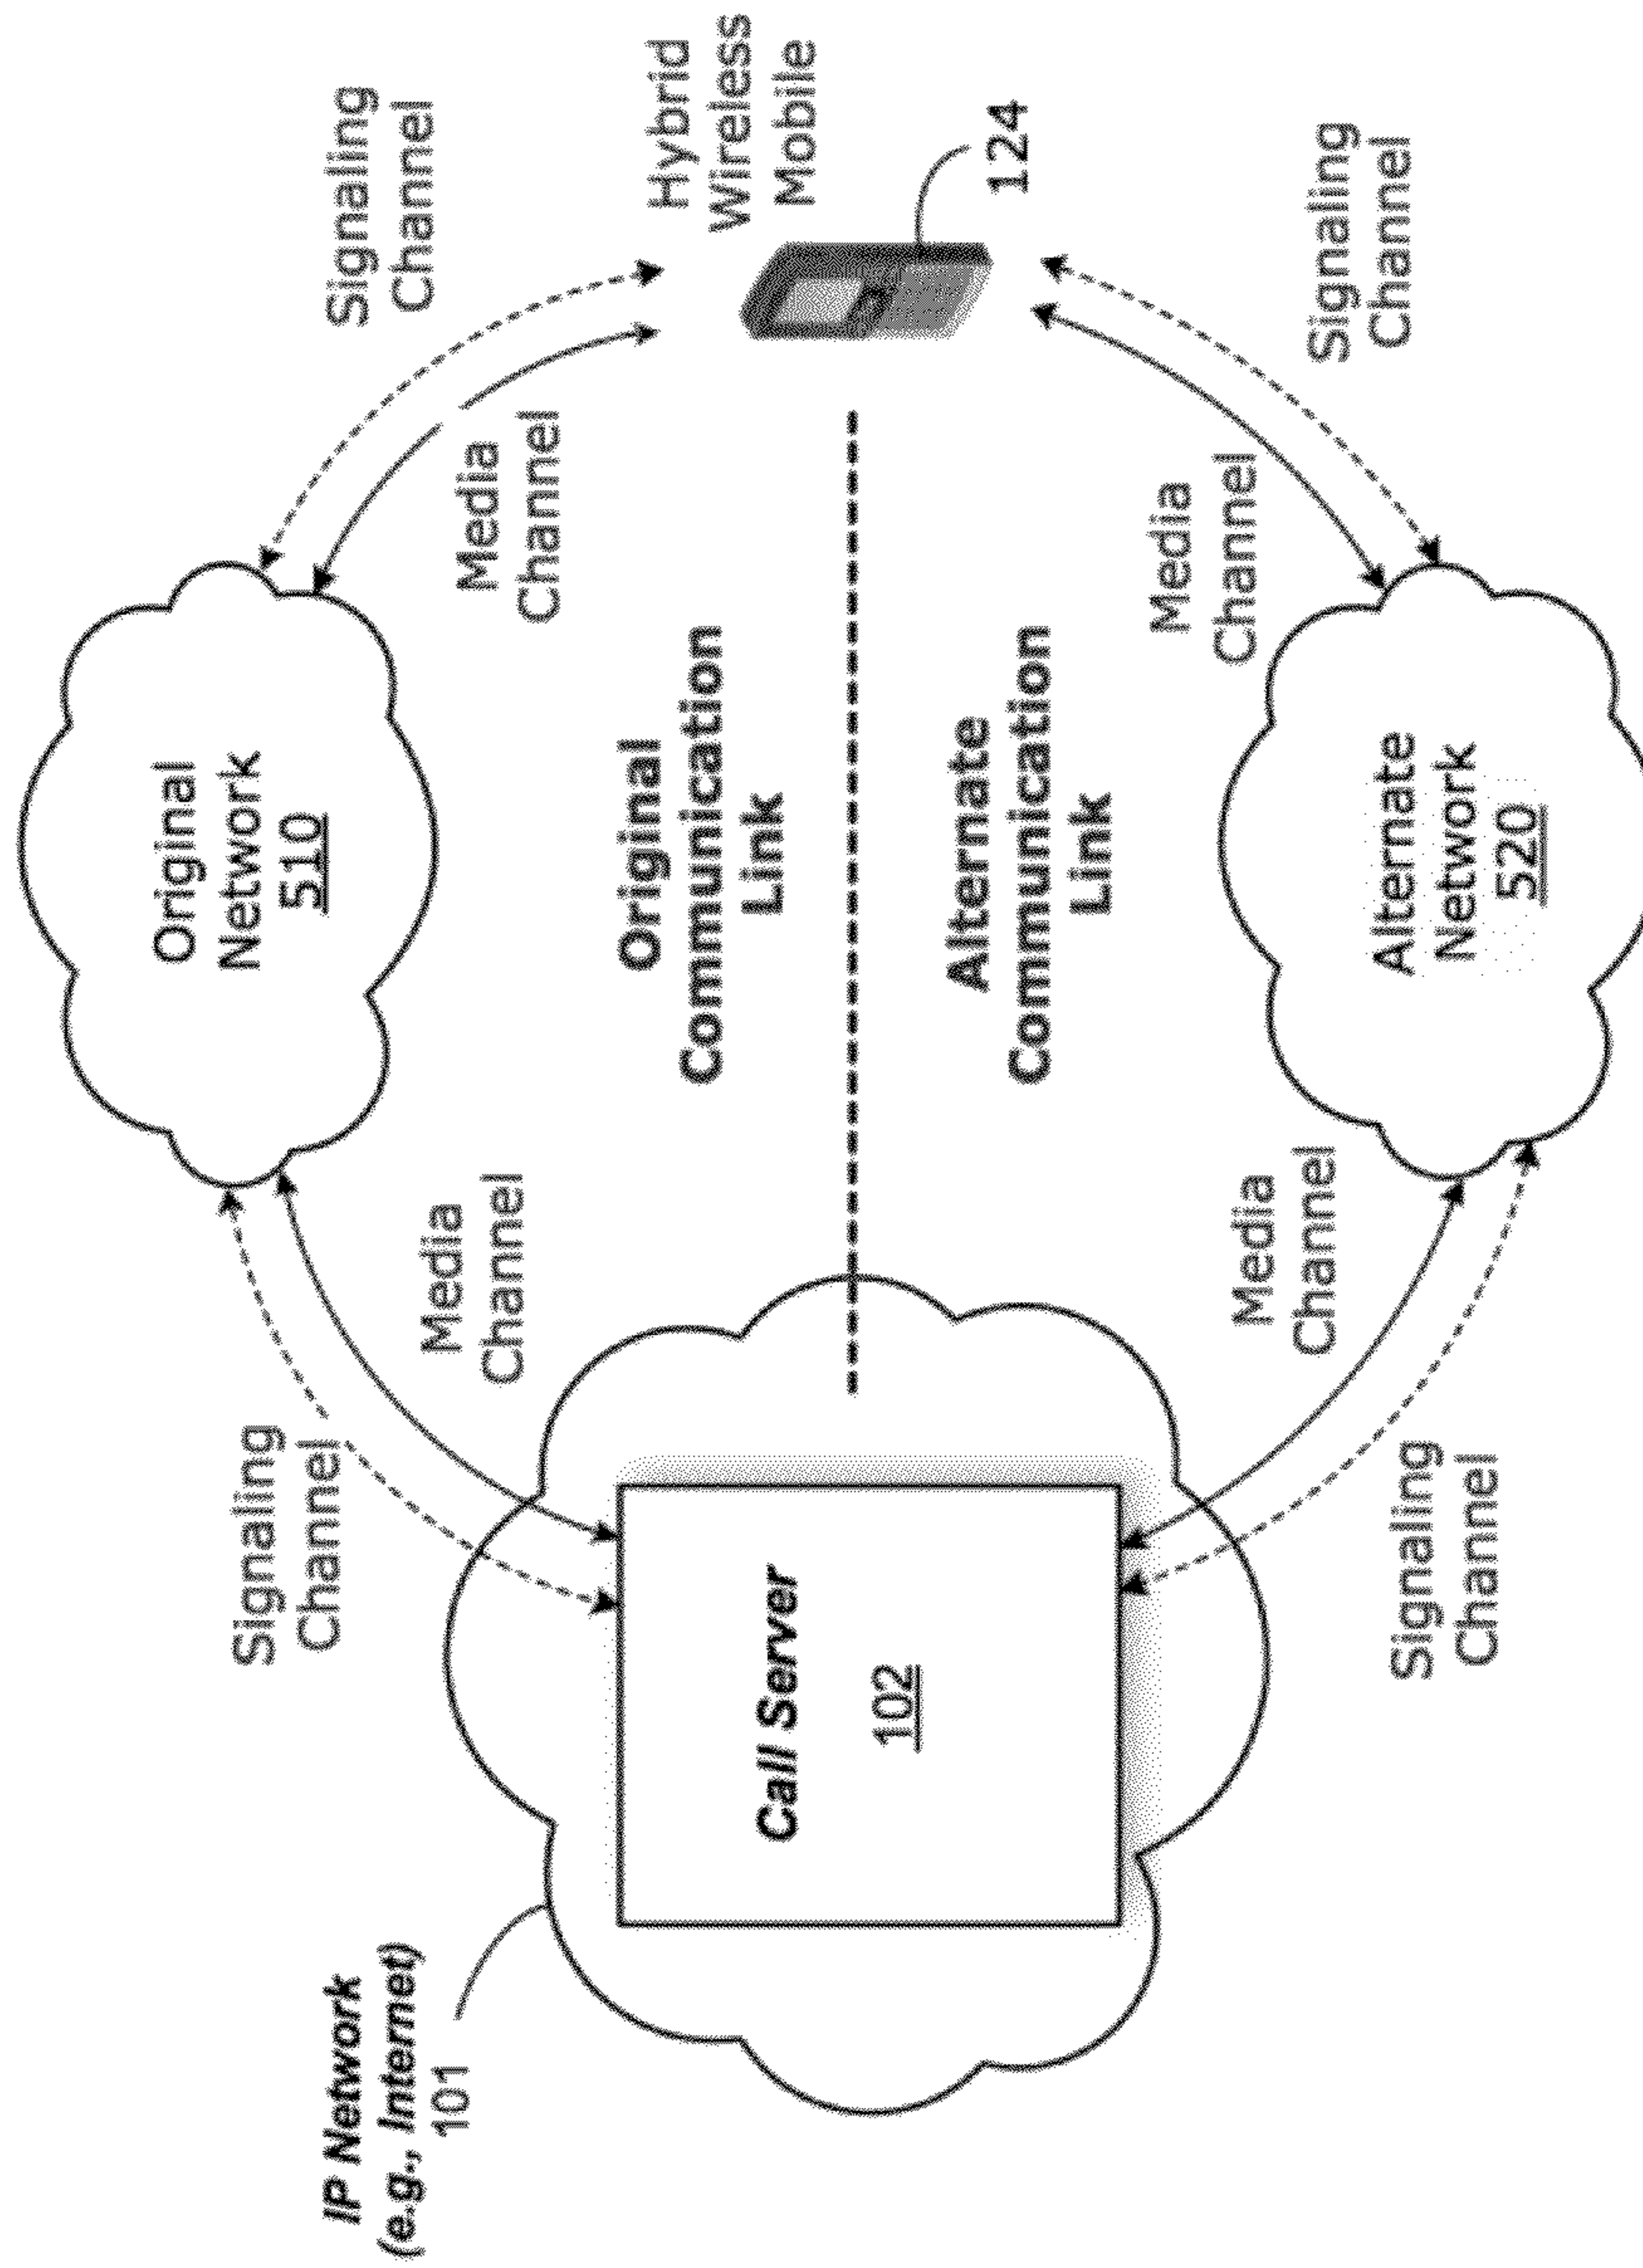 IP Network
(e.g., Internet)
101
Signaling
Channel
Media
Channel
Original
Network
510
Media
Channel
Signaling
Channel
Call Server
102
Original
Communication
Link
Alternate
Communication
Link
Hybrid
Wireless
Mobile
124
Signaling
Channel
Media
Channel
Alternate
Network
520
Media
Channel
Signaling
Channel